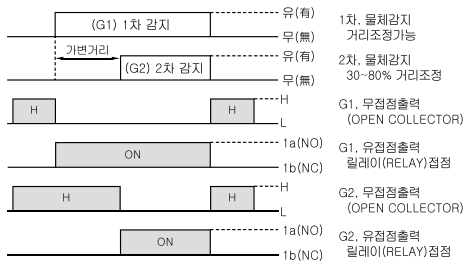 (G1) 1차 감지
유(有)
무(無)
1차, 물체감지
거리조정가능
가변거리
(G2) 2차 감지
유(有)
무(無)
2차, 물체감지
30~80% 거리조정
H
H
H
L
G1, 무접점출력
(OPEN COLLECTOR)
ON
1a(NO)
1b(NC)
G1, 유접점출력
릴레이(RELAY)접점
H
H
H
L
G2, 무접점출력
(OPEN COLLECTOR)
ON
1a(NO)
1b(NC)
G2, 유접점출력
릴레이(RELAY)접점